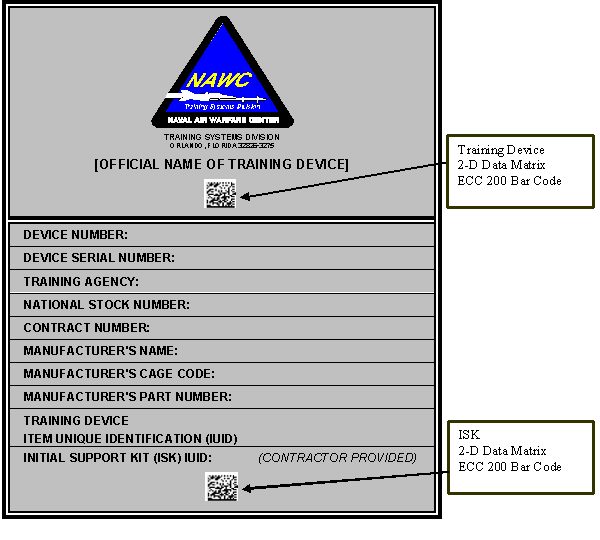 NAWC
Training Systems Division
NAVAL AIR WARFARE CENTER
TRAINING SYSTEMS DIVISION
ORLANDO, FLORIDA 32826-3275
[OFFICIAL NAME OF TRAINING DEVICE]
Training Device
2-D Data Matrix
ECC 200 Bar Code
DEVICE NUMBER:
DEVICE SERIAL NUMBER:
TRAINING AGENCY:
NATIONAL STOCK NUMBER:
CONTRACT NUMBER:
MANUFACTURER'S NAME:
MANUFACTURER'S CAGE CODE:
MANUFACTURER'S PART NUMBER:
TRAINING DEVICE
ITEM UNIQUE IDENTIFICATION (IUID)
INITIAL SUPPORT KIT (ISK) IUID: (CONTRACTOR PROVIDED)
ISK
2-D Data Matrix
ECC 200 Bar Code